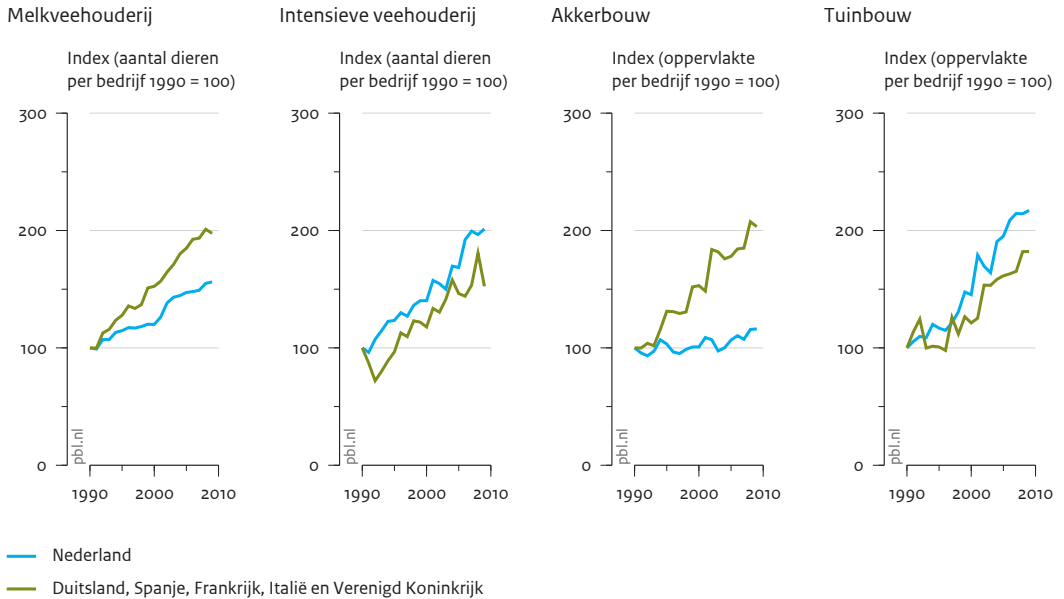 Melkveehouderij
Index (aantal dieren
per bedrijf 1990 = 100)
300
200
100
0
pbl.nl
1990 2000 2010
Intensieve veehouderij
Index (aantal dieren
per bedrijf 1990 = 100)
300
200
100
0
pbl.nl
1990 2000 2010
Akkerbouw
Index (oppervlakte
per bedrijf 1990 = 100)
300
200
100
0
pbl.nl
1990 2000 2010
Tuinbouw
Index (oppervlakte
per bedrijf 1990 = 100)
300
200
100
0
pbl.nl
1990 2000 2010
Nederland
Duitsland, Spanje, Frankrijk, Italië en Verenigd Koninkrijk